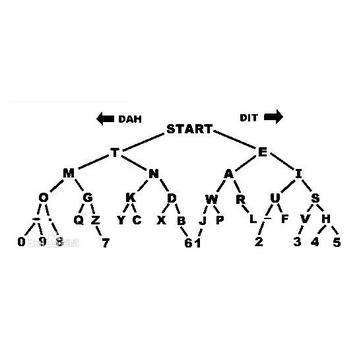 DAH DIT
START
T E
M N A I
O G K D W R U S
Q Z Y C X B J P L F V H
0 9 8 7 6 1 2 3 4 5